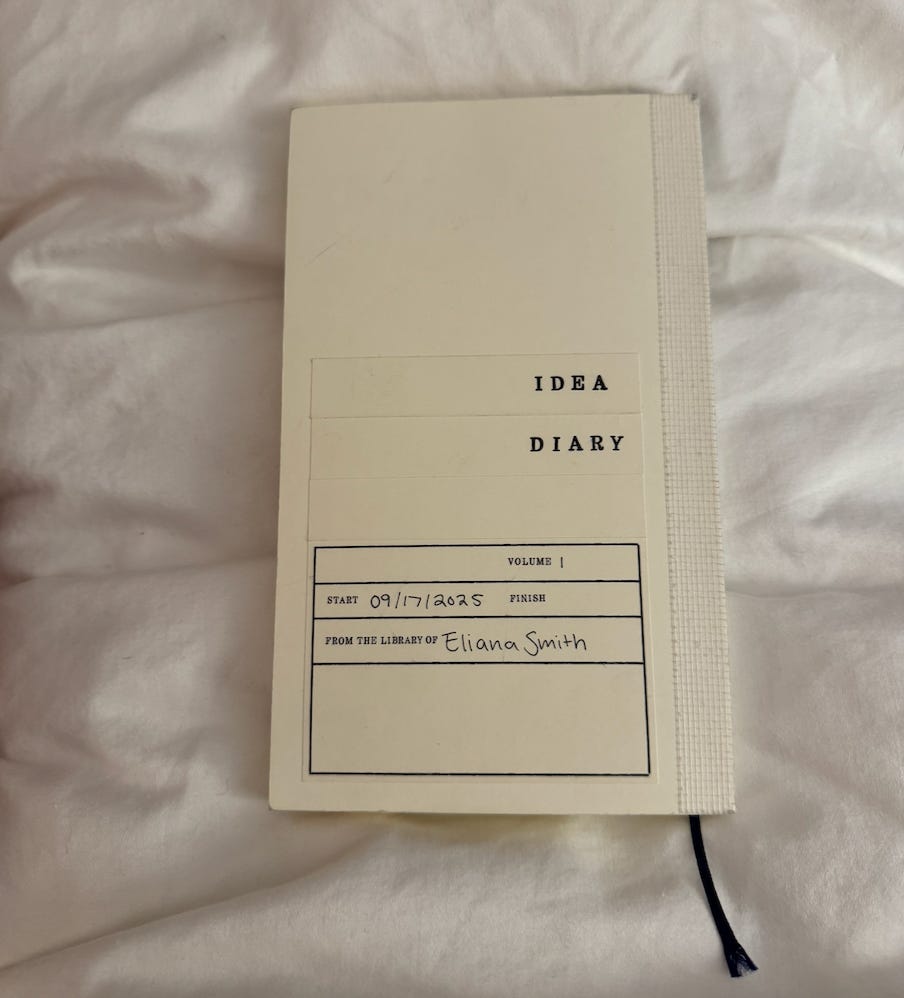 IDEA
DIARY
VOLUME 1
START 09/17/2025 FINISH
FROM THE LIBRARY OF Eliana Smith